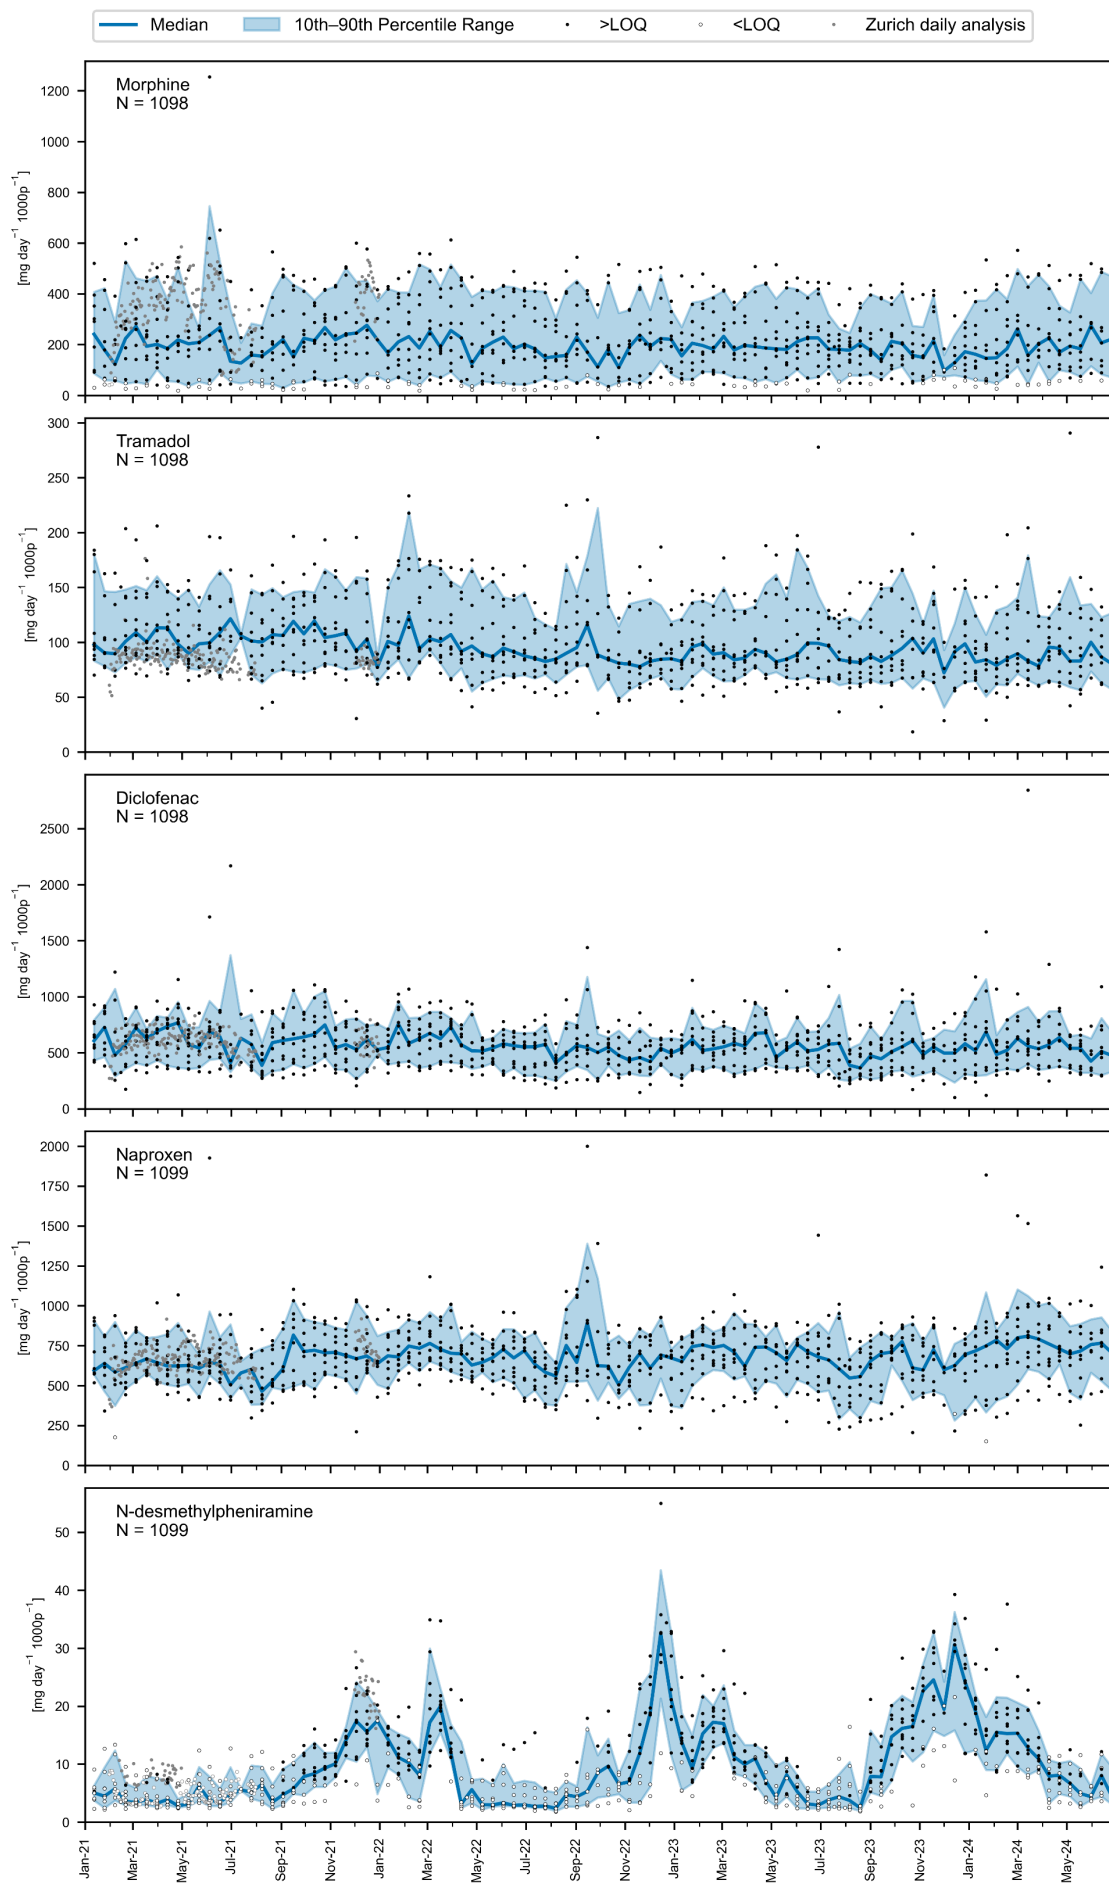 Median 10th–90th Percentile Range >LOQ <LOQ Zurich daily analysis
Morphine
N = 1098
[mg day⁻¹ 1000p⁻¹]
1200
1000
800
600
400
200
0
Tramadol
N = 1098
[mg day⁻¹ 1000p⁻¹]
300
250
200
150
100
50
0
Diclofenac
N = 1098
[mg day⁻¹ 1000p⁻¹]
2500
2000
1500
1000
500
0
Naproxen
N = 1099
[mg day⁻¹ 1000p⁻¹]
2000
1750
1500
1250
1000
750
500
250
0
N-desmethylpheniramine
N = 1099
[mg day⁻¹ 1000p⁻¹]
50
40
30
20
10
0
Jan-21 Mar-21 May-21 Jul-21 Sep-21 Nov-21 Jan-22 Mar-22 May-22 Jul-22 Sep-22 Nov-22 Jan-23 Mar-23 May-23 Jul-23 Sep-23 Nov-23 Jan-24 Mar-24 May-24